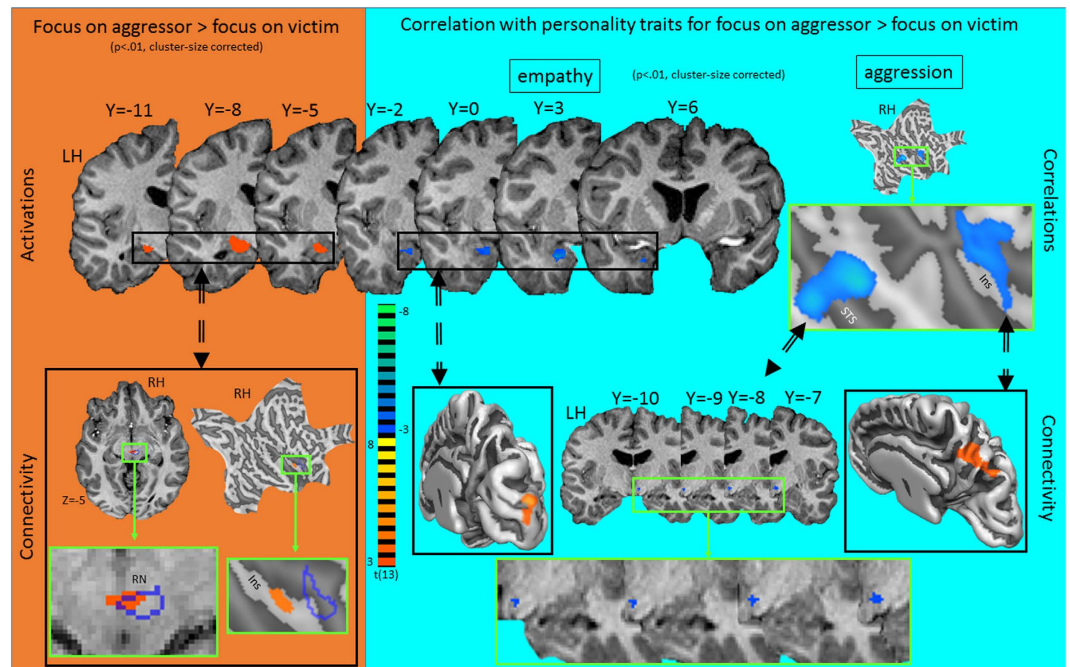 Focus on aggressor > focus on victim
(p<.01, cluster-size corrected)
Correlation with personality traits for focus on aggressor > focus on victim
empathy
(p<.01, cluster-size corrected)
aggression
Y=-11
Y=-8
Y=-5
Y=-2
Y=0
Y=3
Y=6
RH
LH
Activations
Correlations
Ins
STS
-8
-3
8
3
t(13)
RH
RH
Z=-5
LH
Y=-10
Y=-9
Y=-8
Y=-7
Connectivity
Connectivity
RN
Ins